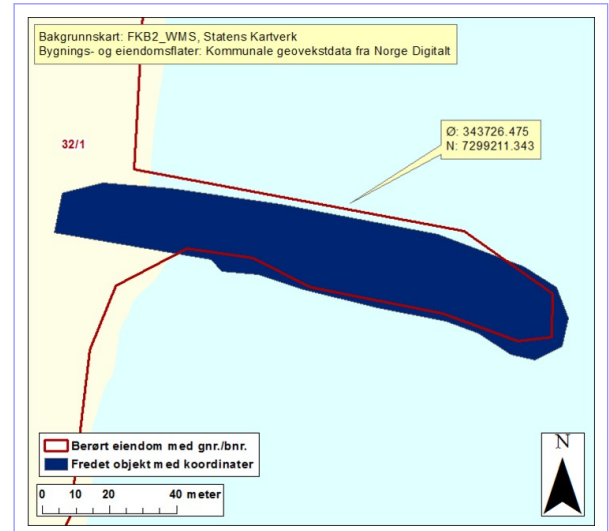 Bakgrunnskart: FKB2_WMS, Statens Kartverk
Bygnings- og eiendomsflater: Kommunale geovekstdata fra Norge Digitalt
Ø: 343726.475
N: 7299211.343
32/1
Berørt eiendom med gnr./bnr.
Fredet objekt med koordinater
0 10 20 40 meter
N